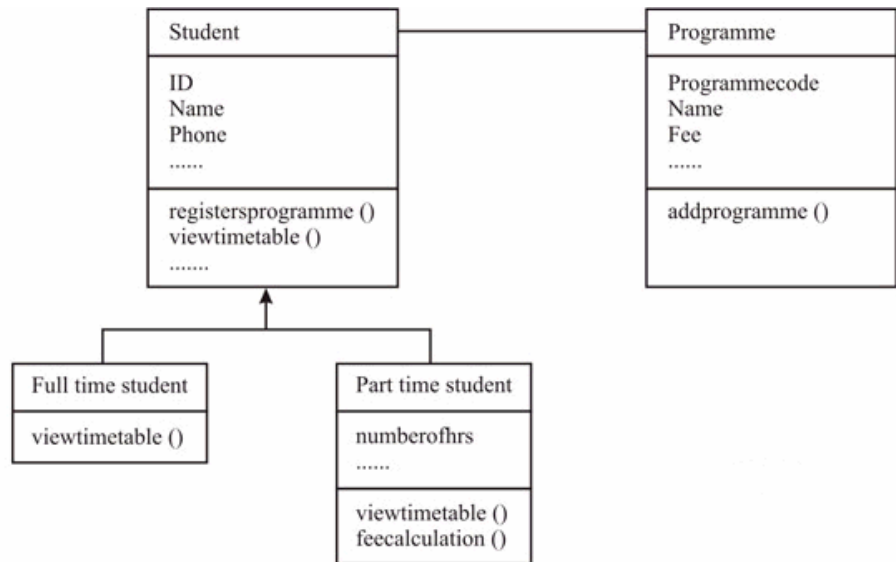 Student
ID
Name
Phone
......
registersprogramme ()
viewtimetable ()
.......
Programme
Programmecode
Name
Fee
......
addprogramme ()
Full time student
viewtimetable ()
Part time student
numberofhrs
......
viewtimetable ()
feecalculation ()